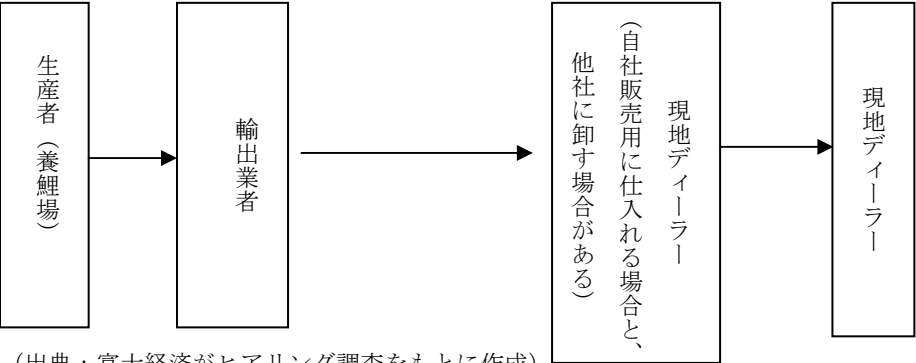 生産者（養鯉場）
輸出業者
現地ディーラー
（自社販売用に仕入れる場合と、
他社に卸す場合がある）
現地ディーラー
（出典：富士経済がヒアリング調査をもとに作成）